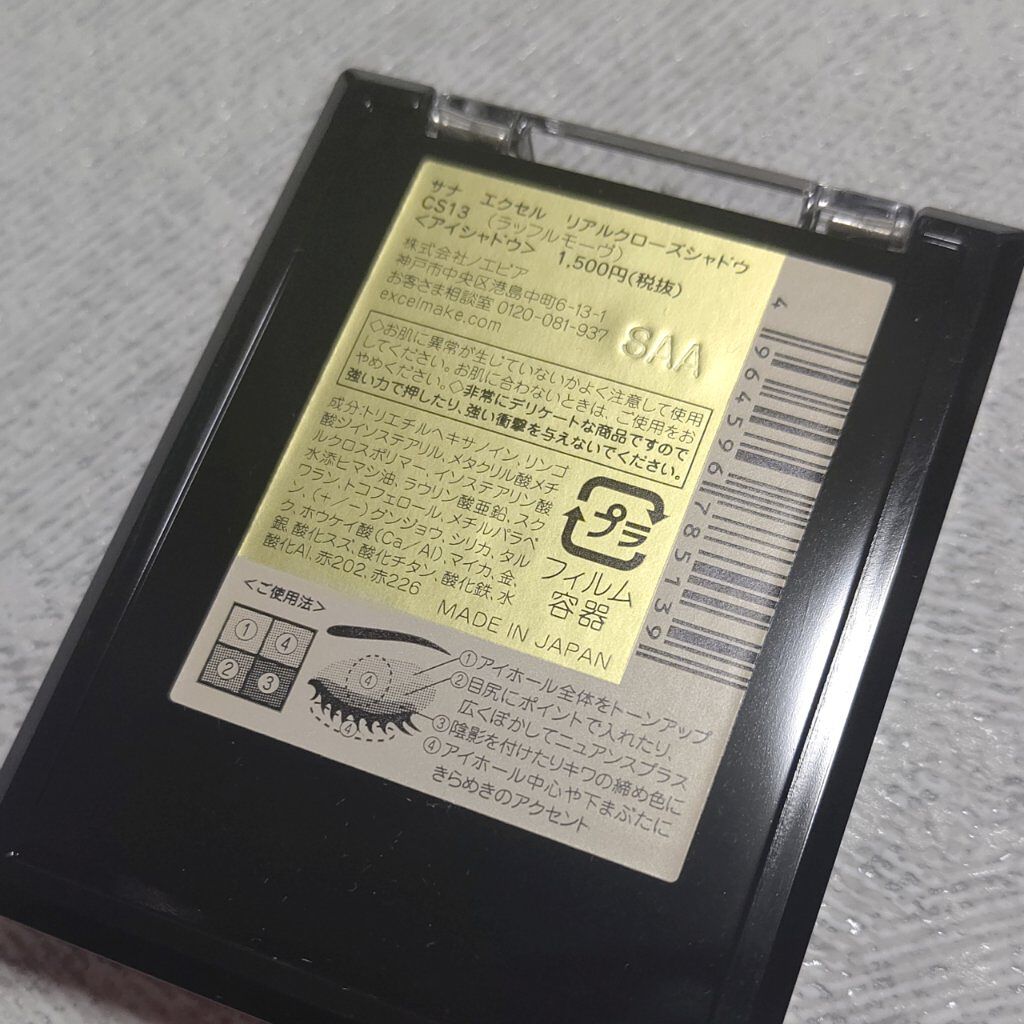 サナ エクセル リアルクローズシャドウ
CS13 (ラッフルモーヴ)
<アイシャドウ> 1,500円(税抜)
株式会社ノエビア
神戸市中央区港島中町6-13-1
お客さま相談室 0120-081-937
excelmake.com
8AA
◇お肌に異常が生じていないかよく注意して使用
してください。お肌に合わないときは、ご使用をお
やめください。◇非常にデリケートな商品ですので
強い力で押したり、強い衝撃を与えないでください。
成分:トリエチルヘキサノイン、リンゴ
酸ジイソステアリル、メタクリル酸メチ
ルクロスポリマー、イソステアリン酸
水添ヒマシ油、ラウリン酸亜鉛、スク
ワラン、トコフェロール、メチルパラベ
ン、(+/-)グンジョウ、シリカ、タル
ク、ホウケイ酸(Ca/Al)、マイカ、金、
銀、酸化スズ、酸化チタン、酸化鉄、水
酸化Al、赤202、赤226
プラ
フィルム
容器
MADE IN JAPAN
4 964596 785139
<ご使用法>
① ④
② ③
④
④
①アイホール全体をトーンアップ
②目尻にポイントで入れたり、
広くぼかしてニュアンスプラス
③陰影を付けたりキワの締め色に
④アイホール中心や下まぶたに
きらめきのアクセント